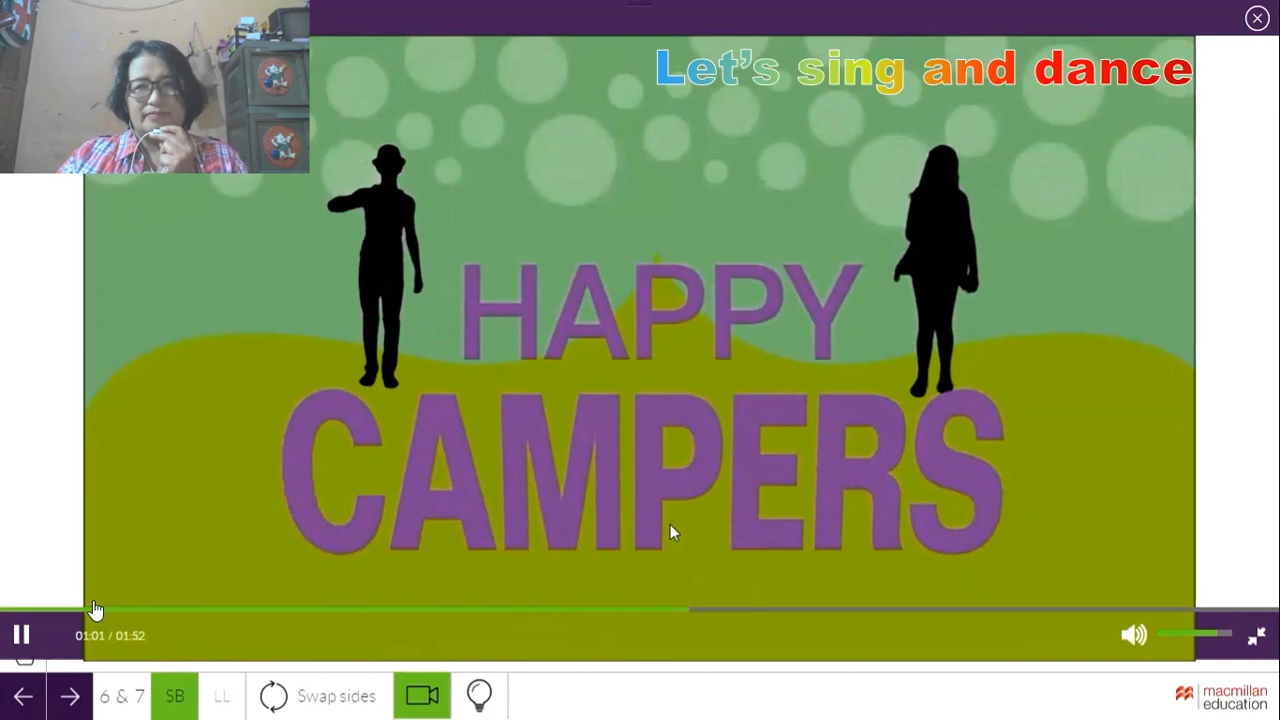 Let's sing and dance
HAPPY
CAMPERS
01:01 / 01:52
6 & 7
SB
LL
Swap sides
macmillan
education